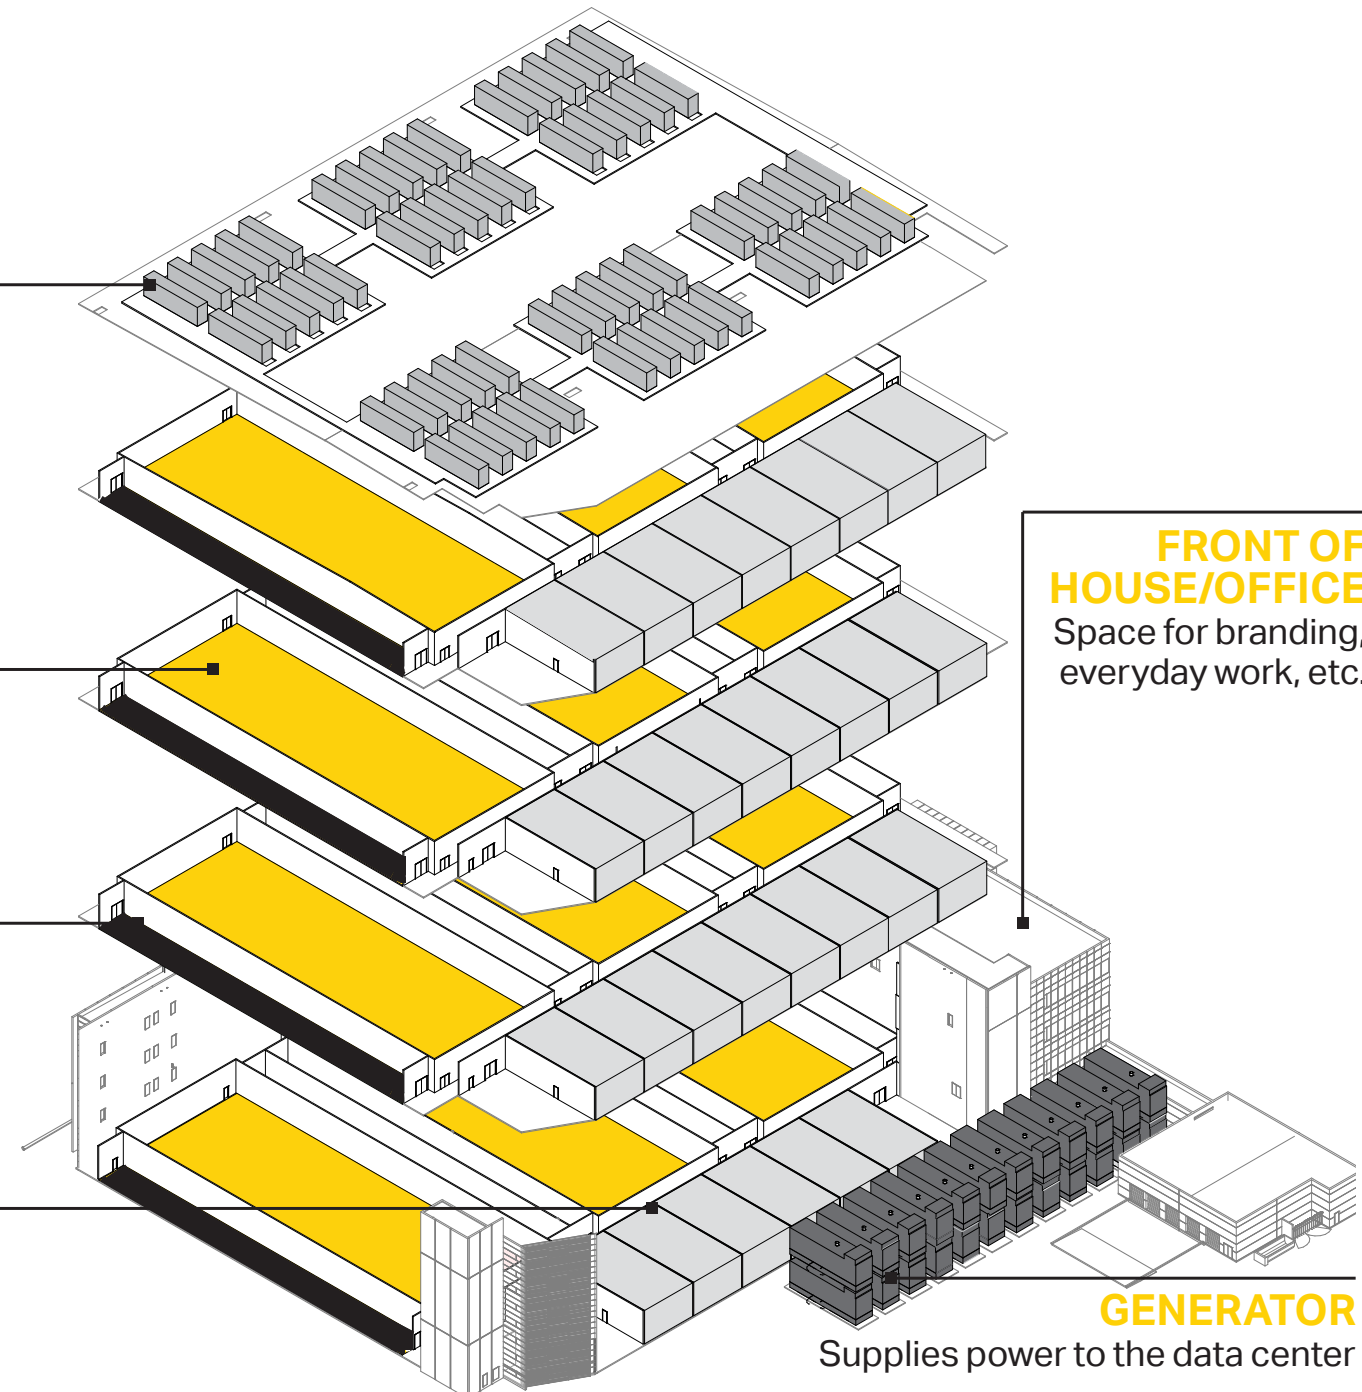 FRONT OF
HOUSE/OFFICE
Space for branding,
everyday work, etc.
GENERATOR
Supplies power to the data center